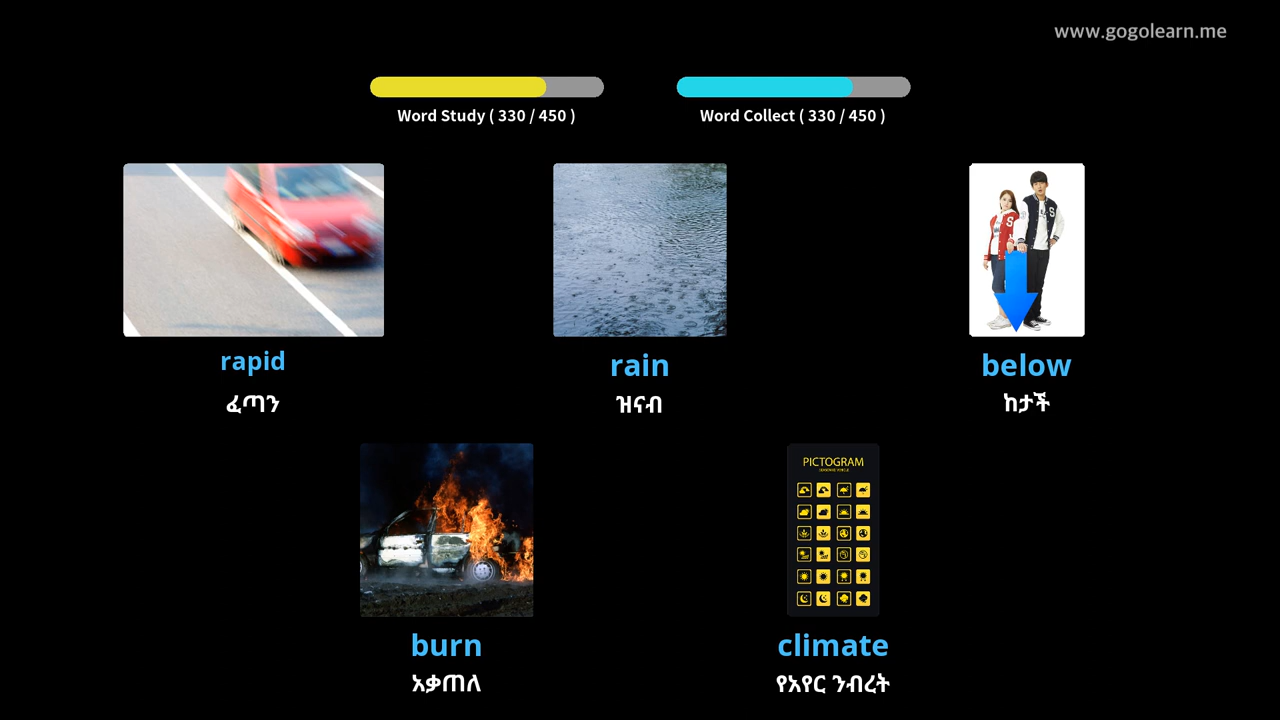 www.gogolearn.me
Word Study ( 330 / 450 )
Word Collect ( 330 / 450 )
rapid
ፈጣን
rain
ዝናብ
below
ከታች
PICTOGRAM
burn
አቃጠለ
climate
የአየር ንብረት